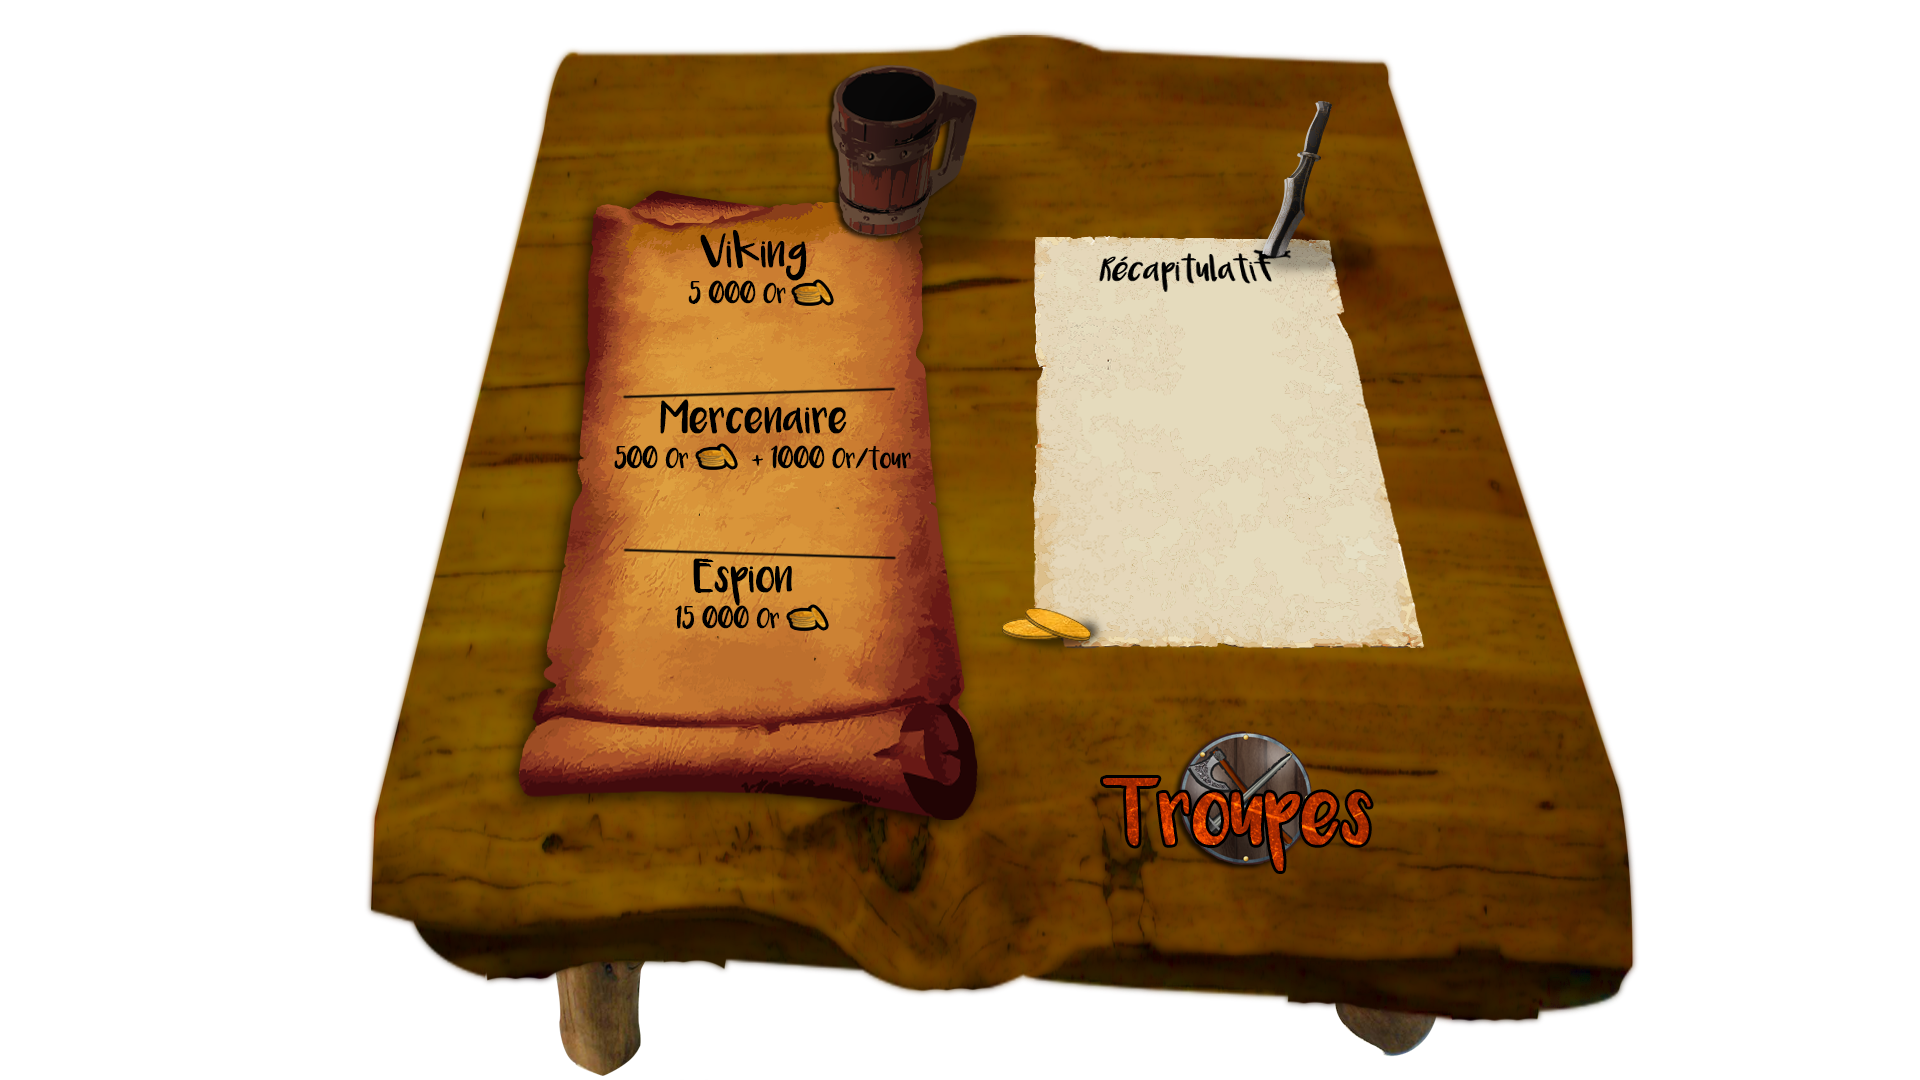 Viking
5 000 Or
Mercenaire
500 Or + 1000 Or/tour
Espion
15 000 Or
Récapitulatif
Troupes